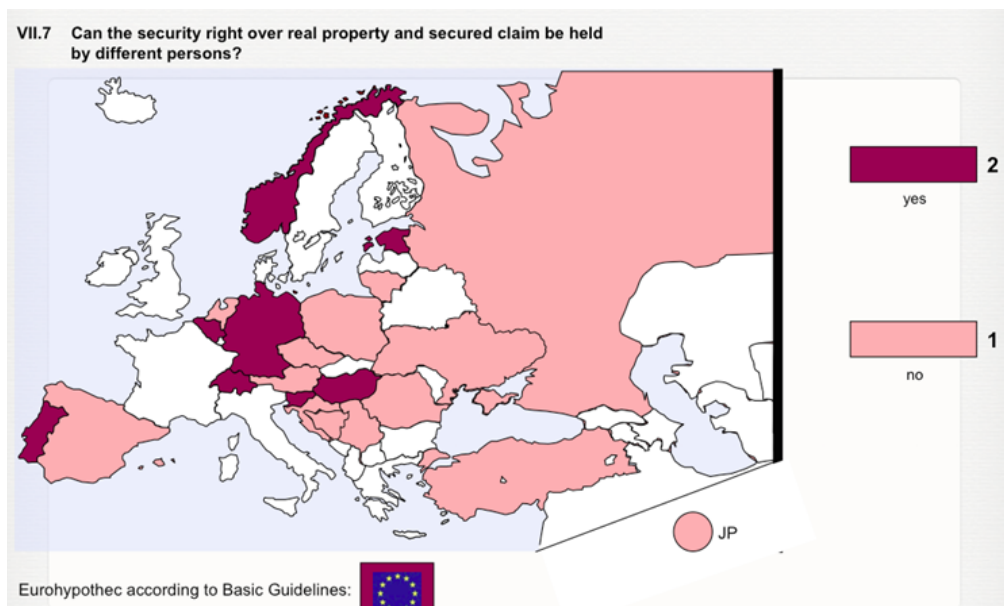 VII.7 Can the security right over real property and secured claim be held
by different persons?
2
yes
1
no
JP
Eurohypothec according to Basic Guidelines: